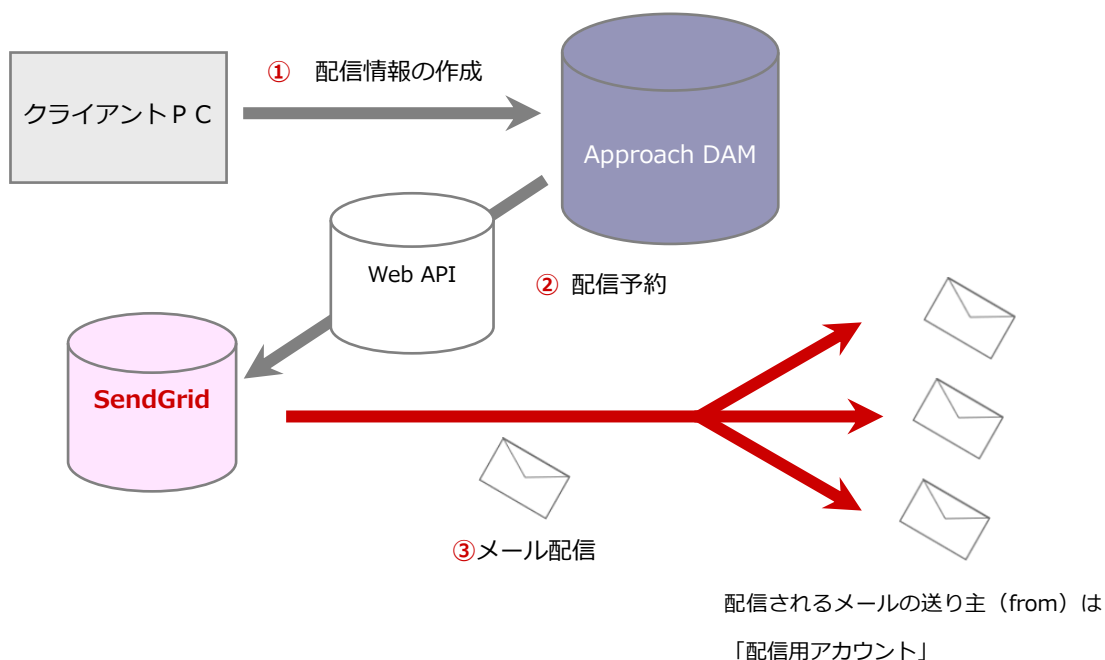 ① 配信情報の作成
クライアントＰＣ
Approach DAM
Web API
② 配信予約
SendGrid
③メール配信
配信されるメールの送り主（from）は
「配信用アカウント」